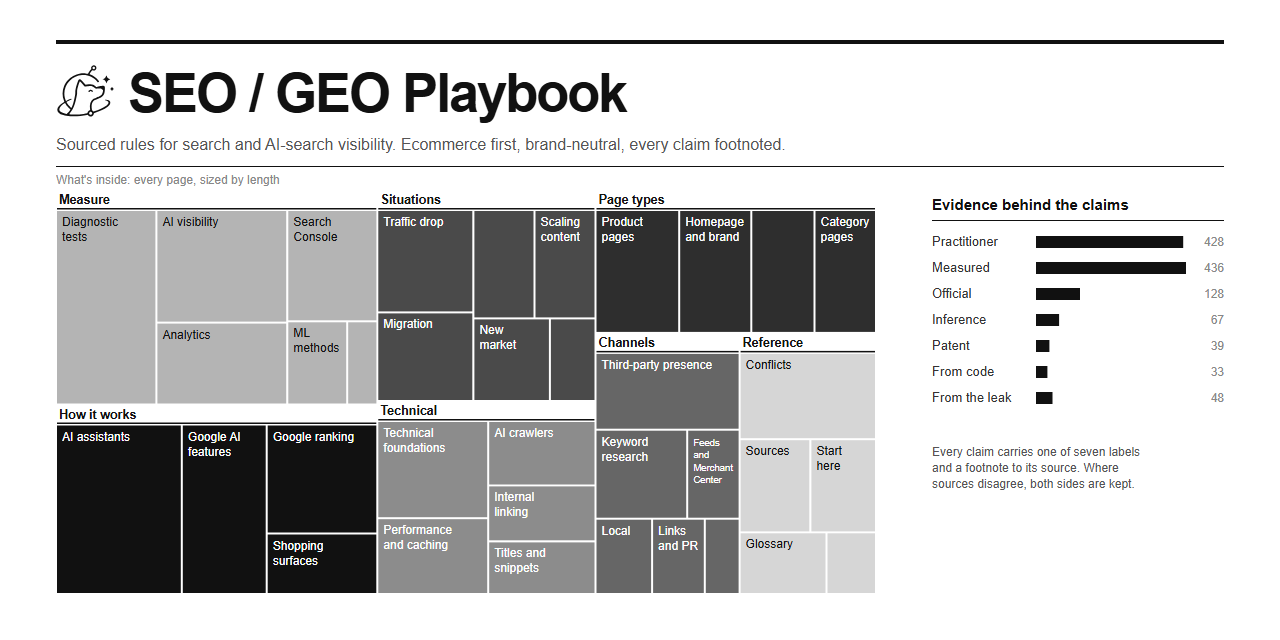 SEO / GEO Playbook
Sourced rules for search and AI-search visibility. Ecommerce first, brand-neutral, every claim footnoted.
What's inside: every page, sized by length
Measure
Diagnostic
tests
AI visibility
Search
Console
Analytics
ML
methods
How it works
AI assistants
Google AI
features
Google ranking
Shopping
surfaces
Situations
Traffic drop
Scaling
content
Migration
New
market
Technical
Technical
foundations
AI crawlers
Internal
linking
Performance
and caching
Titles and
snippets
Page types
Product
pages
Homepage
and brand
Category
pages
Channels
Third-party presence
Keyword
research
Feeds
and
Merchant
Center
Local
Links
and PR
Reference
Conflicts
Sources
Start
here
Glossary
Evidence behind the claims
Practitioner 428
Measured 436
Official 128
Inference 67
Patent 39
From code 33
From the leak 48
Every claim carries one of seven labels
and a footnote to its source. Where
sources disagree, both sides are kept.